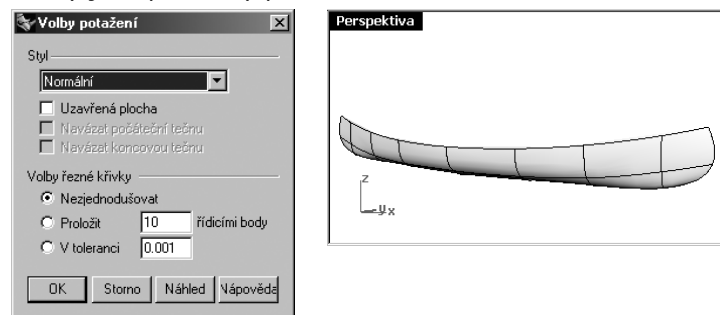 Volby potažení
Styl
Normální
Uzavřená plocha
Navázat počáteční tečnu
Navázat koncovou tečnu
Volby řezné křivky
Nezjednodušovat
Proložit 10 řídicími body
V toleranci 0.001
OK Storno Náhled Nápověda
Perspektiva
z
y x